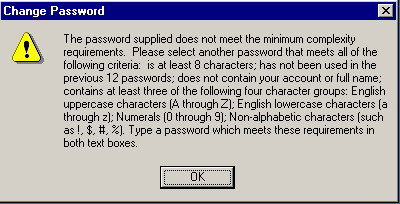 Change Password
The password supplied does not meet the minimum complexity
requirements.  Please select another password that meets all of the
following criteria:  is at least 8 characters; has not been used in the
previous 12 passwords; does not contain your account or full name;
contains at least three of the following four character groups: English
uppercase characters (A through Z); English lowercase characters (a
through z); Numerals (0 through 9); Non-alphabetic characters (such
as !, $, #, %). Type a password which meets these requirements in
both text boxes.
OK